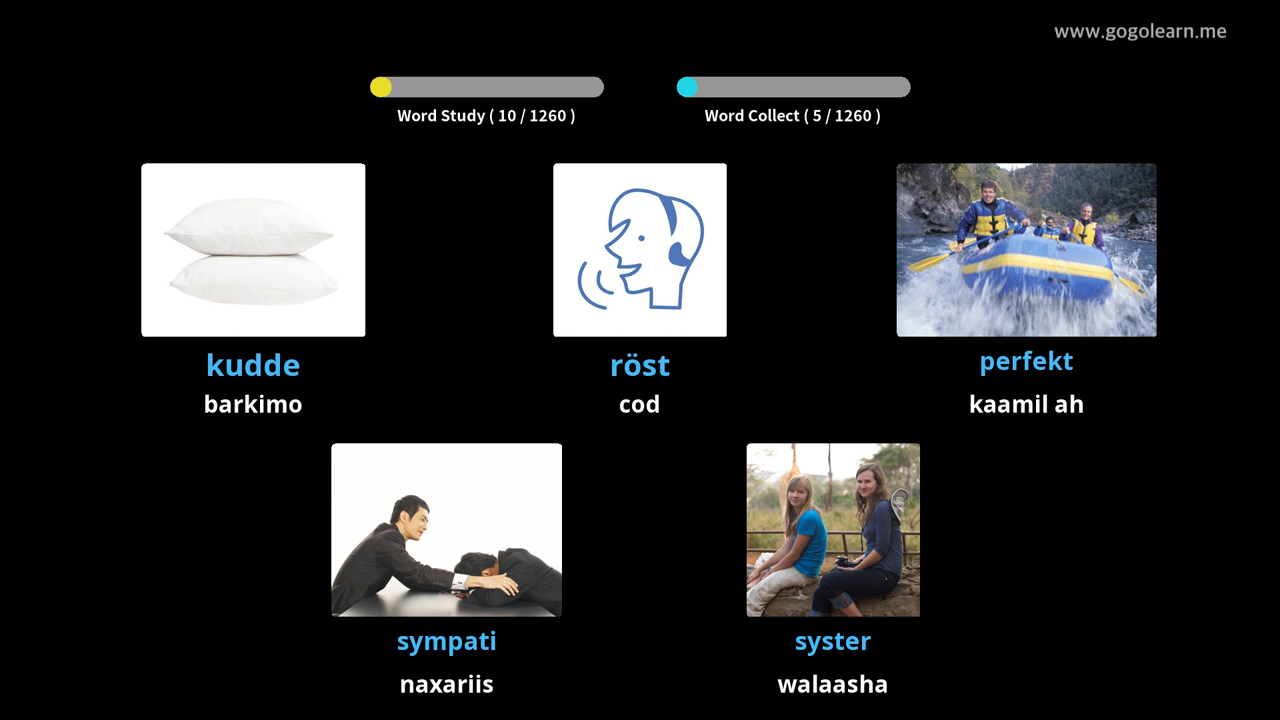 www.gogolearn.me
Word Study ( 10 / 1260 )
Word Collect ( 5 / 1260 )
kudde
barkimo
röst
cod
perfekt
kaamil ah
sympati
naxariis
syster
walaasha